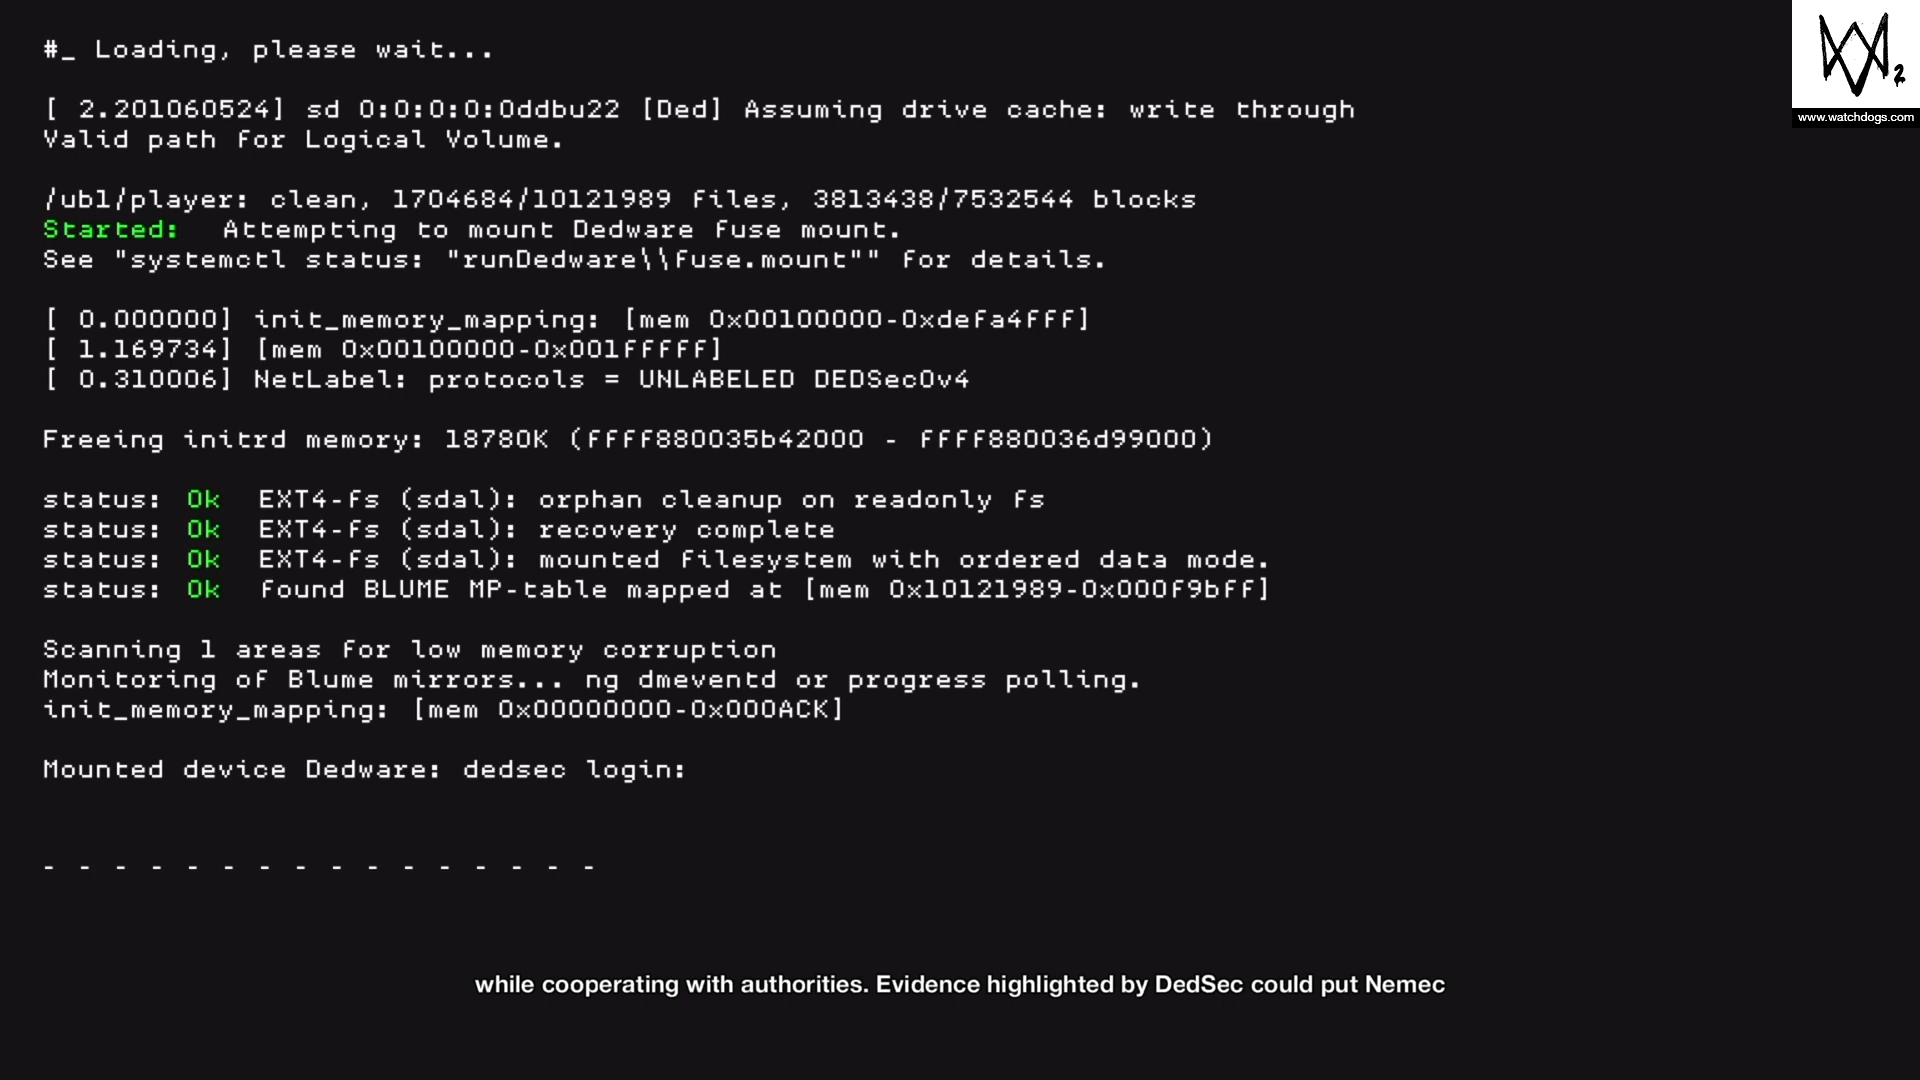 #_ Loading, please wait...
[ 2.201060524] sd 0:0:0:0:0ddbu22 [Ded] Assuming drive cache: write through
Valid path for Logical Volume.
/ubl/player: clean, 1704684/10121989 files, 3813438/7532544 blocks
Started: Attempting to mount Dedware fuse mount.
See "systemctl status: "runDedware\\fuse.mount"" for details.
[ 0.000000] init_memory_mapping: [mem 0x00100000-0xdefa4fff]
[ 1.169734] [mem 0x00100000-0x001fffff]
[ 0.310006] NetLabel: protocols = UNLABELED DEDSecOv4
Freeing initrd memory: 18780K (ffff880035b42000 - ffff880036d99000)
status: Ok EXT4-fs (sdal): orphan cleanup on readonly fs
status: Ok EXT4-fs (sdal): recovery complete
status: Ok EXT4-fs (sdal): mounted filesystem with ordered data mode.
status: Ok found BLUME MP-table mapped at [mem 0x10121989-0x000f9bff]
Scanning 1 areas for low memory corruption
Monitoring of Blume mirrors... ng dmeventd or progress polling.
init_memory_mapping: [mem 0x00000000-0x000ACK]
Mounted device Dedware: dedsec login:
- - - - - - - - - - - - - - - -
while cooperating with authorities. Evidence highlighted by DedSec could put Nemec
2
www.watchdogs.com